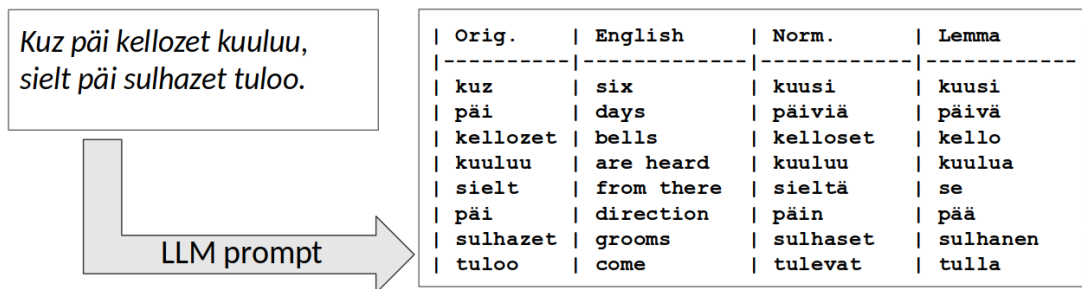 Kuz päi kellozet kuuluu,
sielt päi sulhazet tuloo.
LLM prompt
| Orig. | English | Norm. | Lemma
|----------|-------------|------------|------------
| kuz | six | kuusi | kuusi
| päi | days | päiviä | päivä
| kellozet | bells | kelloset | kello
| kuuluu | are heard | kuuluu | kuulua
| sielt | from there | sieltä | se
| päi | direction | päin | pää
| sulhazet | grooms | sulhaset | sulhanen
| tuloo | come | tulevat | tulla